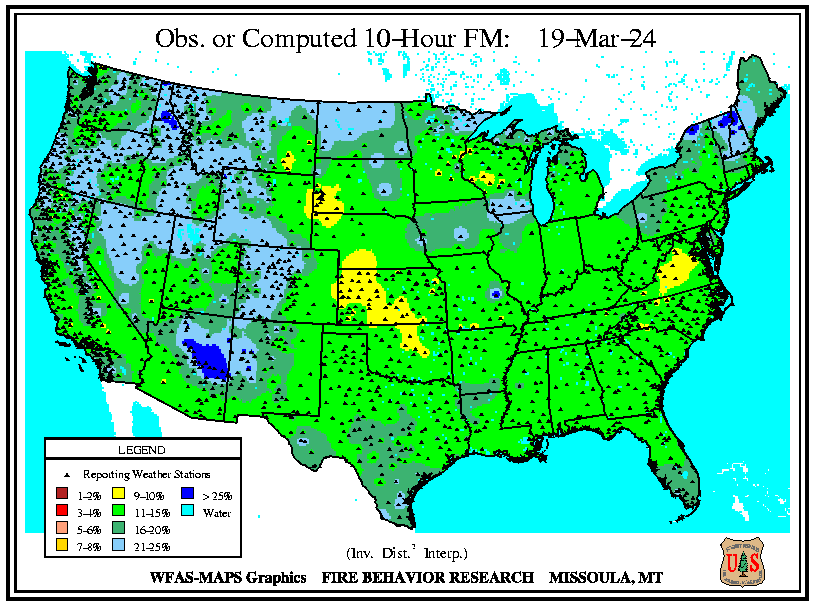 Obs. or Computed 10-Hour FM: 19-Mar-24
LEGEND
Reporting Weather Stations
1-2% 9-10% > 25%
3-4% 11-15% Water
5-6% 16-20%
7-8% 21-25%
(Inv. Dist.² Interp.)
WFAS-MAPS Graphics FIRE BEHAVIOR RESEARCH MISSOULA, MT
U S